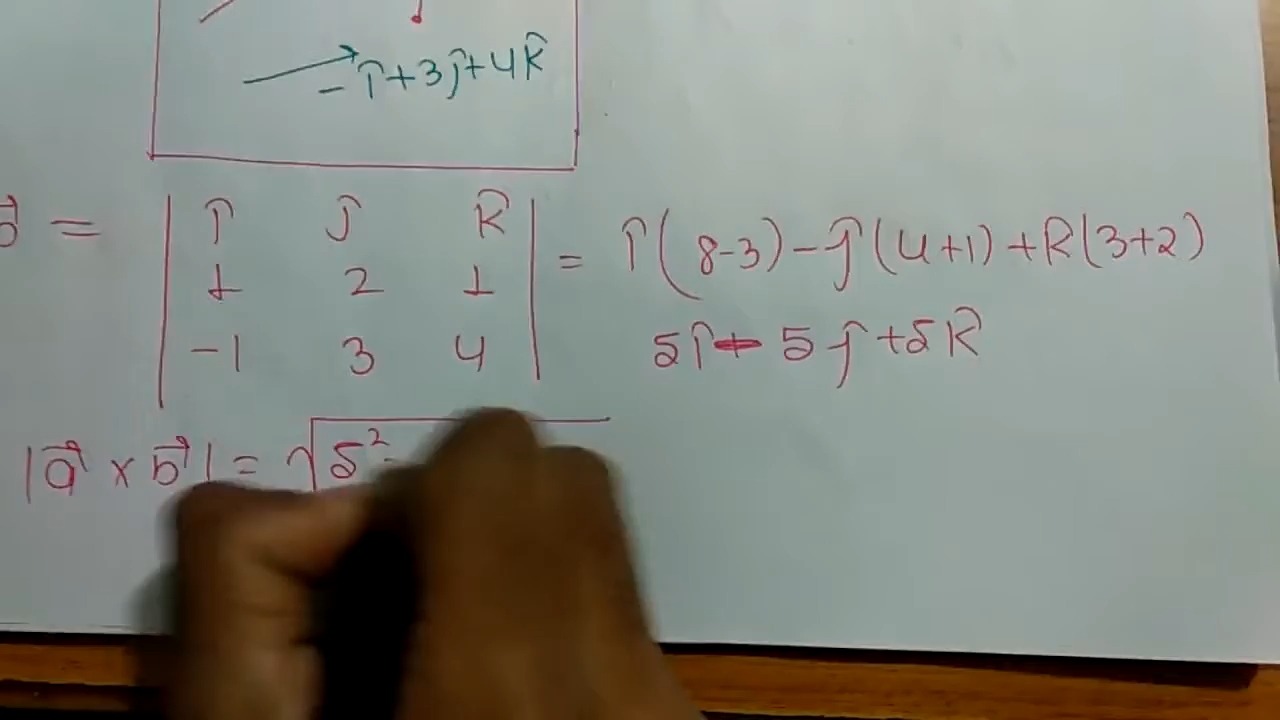 -î+3ĵ+4k̂
b⃗ = | î ĵ k̂ | = î(8-3)-ĵ(4+1)+k̂(3+2)
1 2 1
-1 3 4
5î - 5ĵ +5k̂
|a⃗ x b⃗| = √5²